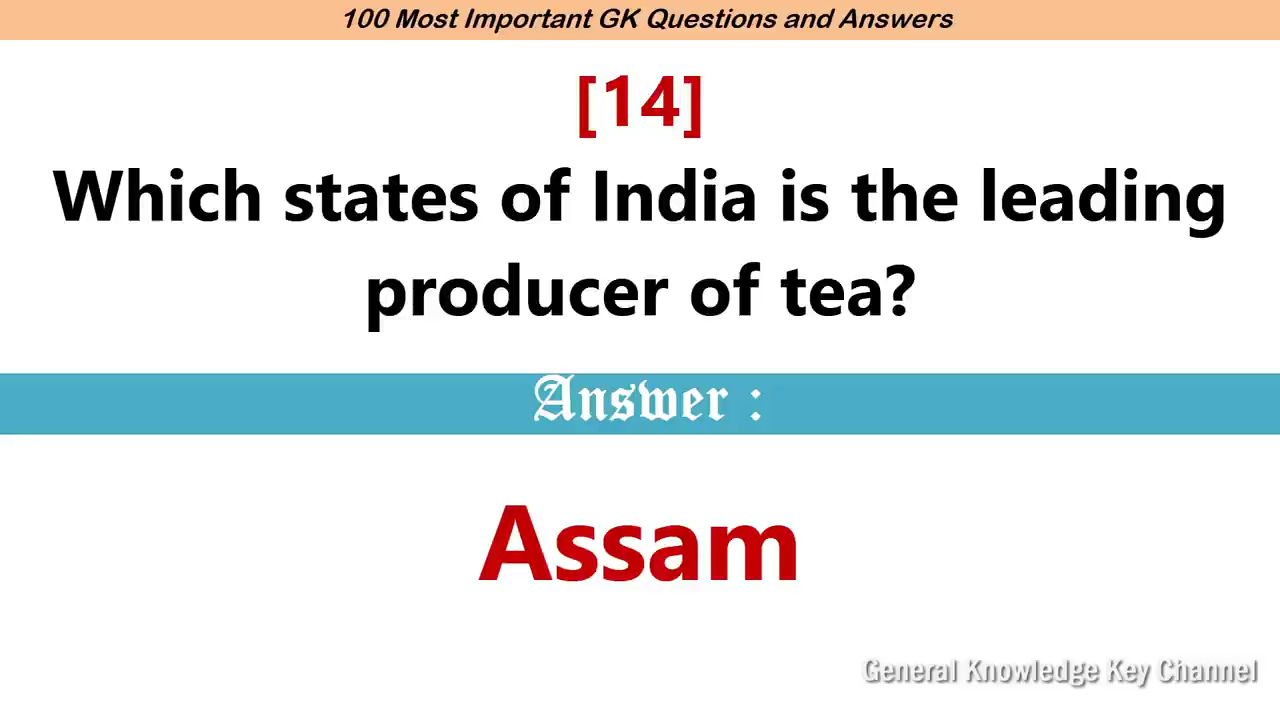 100 Most Important GK Questions and Answers
[14]
Which states of India is the leading
producer of tea?
Answer :
Assam
General Knowledge Key Channel